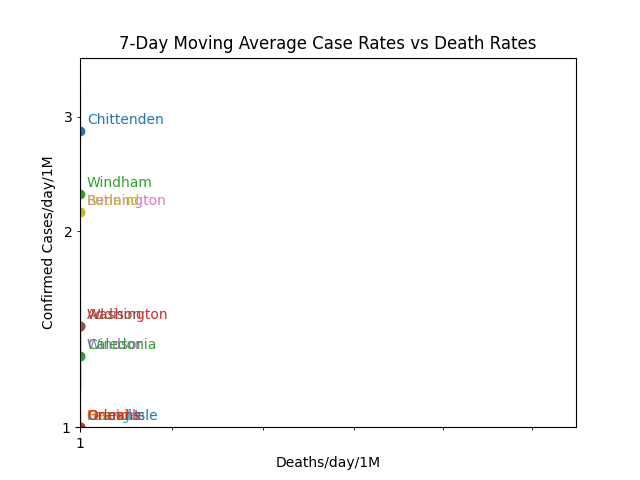 7-Day Moving Average Case Rates vs Death Rates
3
Chittenden
Windham
Bennington
2
Washington
Caledonia
Orleans
1
1
Deaths/day/1M
Confirmed Cases/day/1M